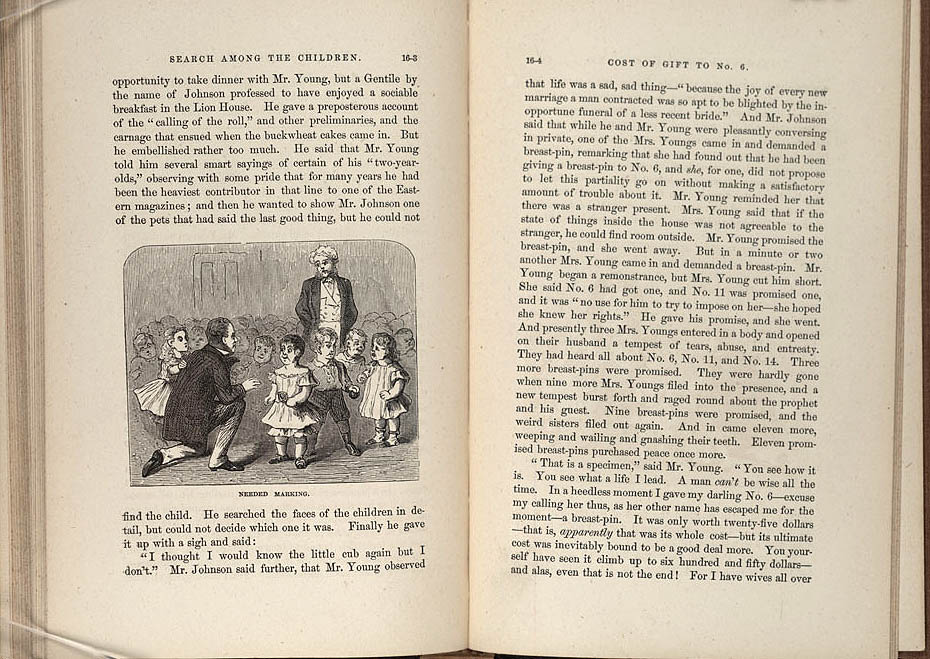 SEARCH AMONG THE CHILDREN. 16-3
opportunity to take dinner with Mr. Young, but a Gentile by
the name of Johnson professed to have enjoyed a sociable
breakfast in the Lion House. He gave a preposterous account
of the "calling of the roll," and other preliminaries, and the
carnage that ensued when the buckwheat cakes came in. But
he embellished rather too much. He said that Mr. Young
told him several smart sayings of certain of his "two-year-
olds," observing with some pride that for many years he had
been the heaviest contributor in that line to one of the East-
ern magazines; and then he wanted to show Mr. Johnson one
of the pets that had said the last good thing, but he could not
NEEDED MARKING.
find the child. He searched the faces of the children in de-
tail, but could not decide which one it was. Finally he gave
it up with a sigh and said:
"I thought I would know the little cub again but I
don't." Mr. Johnson said further, that Mr. Young observed
16-4 COST OF GIFT TO No. 6.
that life was a sad, sad thing—"because the joy of every new
marriage a man contracted was so apt to be blighted by the in-
opportune funeral of a less recent bride." And Mr. Johnson
said that while he and Mr. Young were pleasantly conversing
in private, one of the Mrs. Youngs came in and demanded a
breast-pin, remarking that she had found out that he had been
giving a breast-pin to No. 6, and she, for one, did not propose
to let this partiality go on without making a satisfactory
amount of trouble about it. Mr. Young reminded her that
there was a stranger present. Mrs. Young said that if the
state of things inside the house was not agreeable to the
stranger, he could find room outside. Mr. Young promised the
breast-pin, and she went away. But in a minute or two
another Mrs. Young came in and demanded a breast-pin. Mr.
Young began a remonstrance, but Mrs. Young cut him short.
She said No. 6 had got one, and No. 11 was promised one,
and it was "no use for him to try to impose on her—she hoped
she knew her rights." He gave his promise, and she went.
And presently three Mrs. Youngs entered in a body and opened
on their husband a tempest of tears, abuse, and entreaty.
They had heard all about No. 6, No. 11, and No. 14. Three
more breast-pins were promised. They were hardly gone
when nine more Mrs. Youngs filed into the presence, and a
new tempest burst forth and raged round about the prophet
and his guest. Nine breast-pins were promised, and the
weird sisters filed out again. And in came eleven more,
weeping and wailing and gnashing their teeth. Eleven prom-
ised breast-pins purchased peace once more.
"That is a specimen," said Mr. Young. "You see how it
is. You see what a life I lead. A man can't be wise all the
time. In a heedless moment I gave my darling No. 6—excuse
my calling her thus, as her other name has escaped me for the
moment—a breast-pin. It was only worth twenty-five dollars
—that is, apparently that was its whole cost—but its ultimate
cost was inevitably bound to be a good deal more. You your-
self have seen it climb up to six hundred and fifty dollars—
and alas, even that is not the end! For I have wives all over